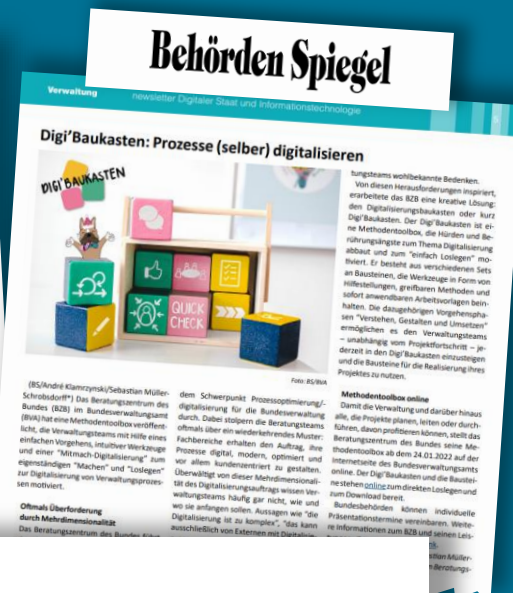 Behörden Spiegel
Verwaltung
newsletter Digitaler Staat und Informationstechnologie
Digi'Baukasten: Prozesse (selber) digitalisieren
DIGI'BAUKASTEN
QUICK
CHECK
Foto: BS/BVA
(BS/André Klamrzynski/Sebastian Müller-
Schrobsdorff*) Das Beratungszentrum des
Bundes (BZB) im Bundesverwaltungsamt
(BVA) hat eine Methodentoolbox veröffent-
licht, die Verwaltungsteams mit Hilfe eines
einfachen Vorgehens, intuitiver Werkzeuge
und einer "Mitmach-Digitalisierung" zum
eigenständigen "Machen" und "Loslegen"
zur Digitalisierung von Verwaltungsprozes-
sen motiviert.
Oftmals Überforderung
durch Mehrdimensionalität
Das Beratungszentrum des Bundes führt
dem Schwerpunkt Prozessoptimierung/-
digitalisierung für die Bundesverwaltung
durch. Dabei stolpern die Beratungsteams
oftmals über ein wiederkehrendes Muster:
Fachbereiche erhalten den Auftrag, ihre
Prozesse digital, modern, optimiert und
vor allem kundenzentriert zu gestalten.
Überwältigt von dieser Mehrdimensionali-
tät des Digitalisierungsauftrags wissen Ver-
waltungsteams häufig gar nicht, wie und
wo sie anfangen sollen. Aussagen wie "die
Digitalisierung ist zu komplex", "das kann
ausschließlich von Externen mit
tungsteams wohlbekannte Bedenken.
Von diesen Herausforderungen inspiriert,
erarbeitete das BZB eine kreative Lösung:
den Digitalisierungsbaukasten oder kurz
Digi'Baukasten. Der Digi'Baukasten ist ei-
ne Methodentoolbox, die Hürden und Be-
rührungsängste zum Thema Digitalisierung
abbaut und zum "einfach Loslegen" mo-
tiviert. Er besteht aus verschiedenen Sets
an Bausteinen, die Werkzeuge in Form von
Hilfestellungen, greifbaren Methoden und
sofort anwendbaren Arbeitsvorlagen bein-
halten. Die dazugehörigen Vorgehenspha-
sen "Verstehen, Gestalten und Umsetzen"
ermöglichen es den Verwaltungsteams
– unabhängig vom Projektfortschritt – je-
derzeit in den Digi'Baukasten einzusteigen
und die Bausteine für die Realisierung ihres
Projektes zu nutzen.
Methodentoolbox online
Damit die Verwaltung und darüber hinaus
alle, die Projekte planen, leiten oder durch-
führen, davon profitieren können, stellt das
Beratungszentrum des Bundes seine Me-
thodentoolbox ab dem 24.01.2022 auf der
Internetseite des Bundesverwaltungsamts
online. Der Digi'Baukasten und die Baustei-
ne stehen online zum direkten Loslegen und
zum Download bereit.
Bundesbehörden können individuelle
Präsentationstermine vereinbaren. Weite-
re Informationen zum BZB und seinen Leis-